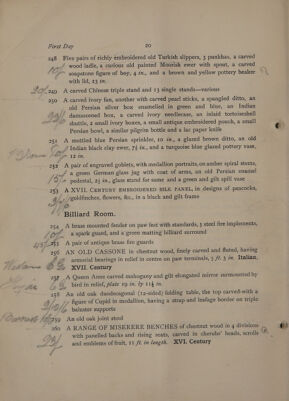 First Day 20
248 Five pairs of richly embroidered old Turkish slippers, 3 punkhas, a carved
wood ladle, a curious old painted Moorish ewer with spout, a carved
soapstone figure of boy, 4 in., and a brown and yellow pottery beaker
with lid, 13 in.
249 A carved Chinese triple stand and 13 single stands—various
250 A carved ivory fan, another with carved pearl sticks, a spangled ditto, an
old Persian silver box enamelled in green and blue, an Indian
damascened box, a carved ivory needlecase, an inlaid tortoiseshell
shuttle, 2 small ivory boxes, a small antique embroidered pouch, a small
Persian bowl, a similar pilgrim bottle and a lac paper knife
251 A mottled blue Persian sprinkler, 10 in., a glazed brown ditto, an old
Indian black clay ewer, 7½ in., and a turquoise blue glazed pottery vase,
12 in.
252 A pair of engraved goblets, with medallion portraits, on amber spiral stems,
a green German glass jug with coat of arms, an old Persian enamel
pedestal, 2½ in., glass stand for same and a green and gilt spill vase
253 A XVII. CENTURY EMBROIDERED SILK PANEL, in designs of peacocks,
goldfinches, flowers, &c., in a black and gilt frame
Billiard Room.
254 A brass mounted fender on paw feet with standards, 3 steel fire implements,
a spark guard, and a green matting billiard surround
255 A pair of antique brass fire guards
256 AN OLD CASSONE in chestnut wood, finely carved and fluted, having
armorial bearings in relief in centre on paw terminals, 5 ft. 3 in. Italian,
XVII. Century
257 A Queen Anne carved mahogany and gilt elongated mirror surmounted by
bird in relief, plate 19 in. by 11¼ in.
258 An old oak duodecagonal (12-sided) folding table, the top carved with a
figure of Cupid in medallion, having a strap and leafage border on triple
baluster supports
259 An old oak joint stool
260 A RANGE OF MISERERE BENCHES of chestnut wood in 4 divisions
with panelled backs and rising seats, carved in cherubs' heads, scrolls
and emblems of fruit, 11 ft. in length. XVI. Century